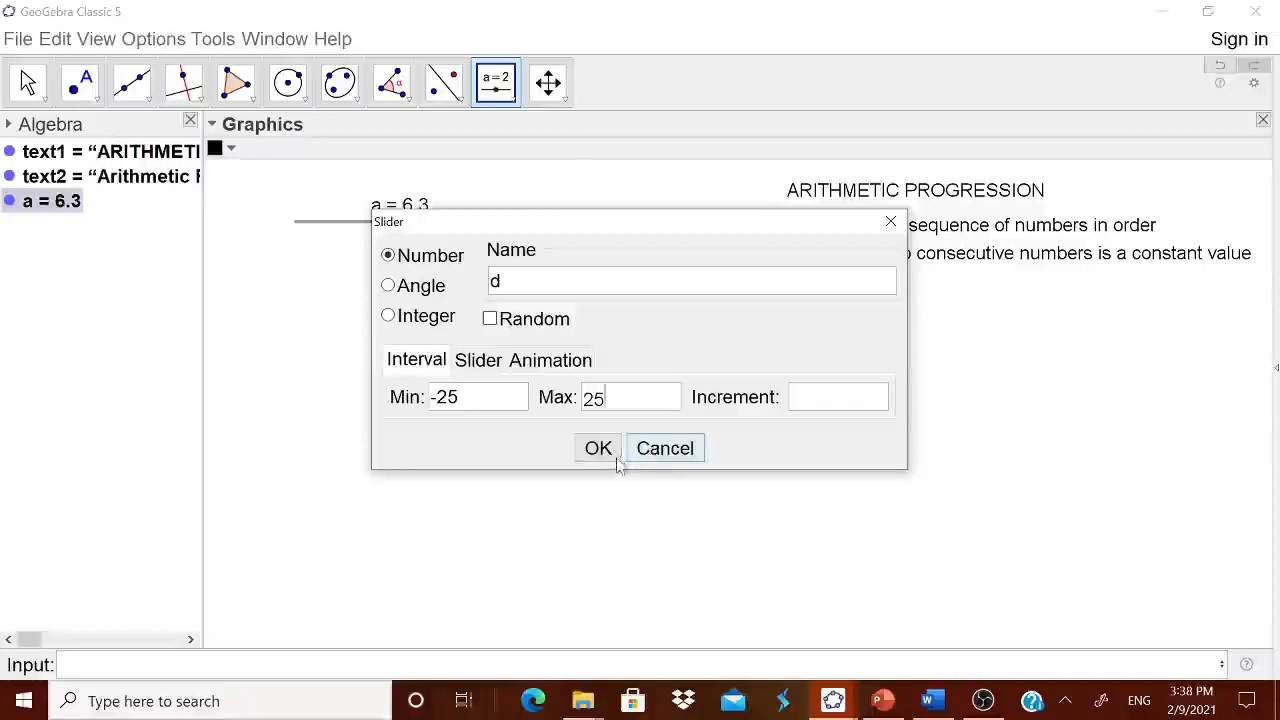 GeoGebra Classic 5
File Edit View Options Tools Window Help
Sign in
A
α
a=2
Algebra
Graphics
text1 = “ARITHMETI
text2 = “Arithmetic
a = 6.3
ARITHMETIC PROGRESSION
a = 6.3
sequence of numbers in order
consecutive numbers is a constant value
Slider
Number
Angle
Integer
Name
d
Random
Interval Slider Animation
Min: -25 Max: 25 Increment:
OK Cancel
Input:
Type here to search
ENG
3:38 PM
2/9/2021